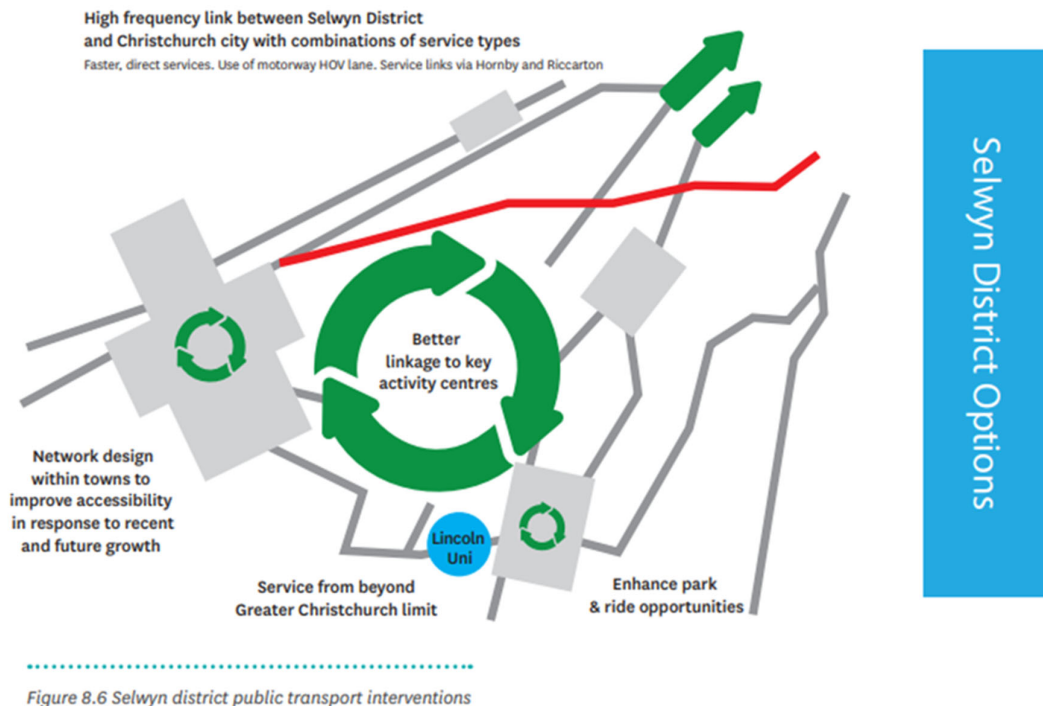 High frequency link between Selwyn District
and Christchurch city with combinations of service types
Faster, direct services. Use of motorway HOV lane. Service links via Hornby and Riccarton
Better
linkage to key
activity centres
Network design
within towns to
improve accessibility
in response to recent
and future growth
Lincoln
Uni
Service from beyond
Greater Christchurch limit
Enhance park
& ride opportunities
Selwyn District Options
Figure 8.6 Selwyn district public transport interventions